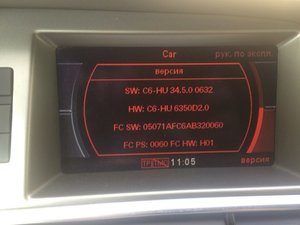 Car
рук. по экспл.
версия
SW: C6-HU 34.5.0 0632
HW: C6-HU 6350D2.0
FC SW: 05071AFC6AB320060
FC PS: 0060 FC HW: H01
11:05
версия